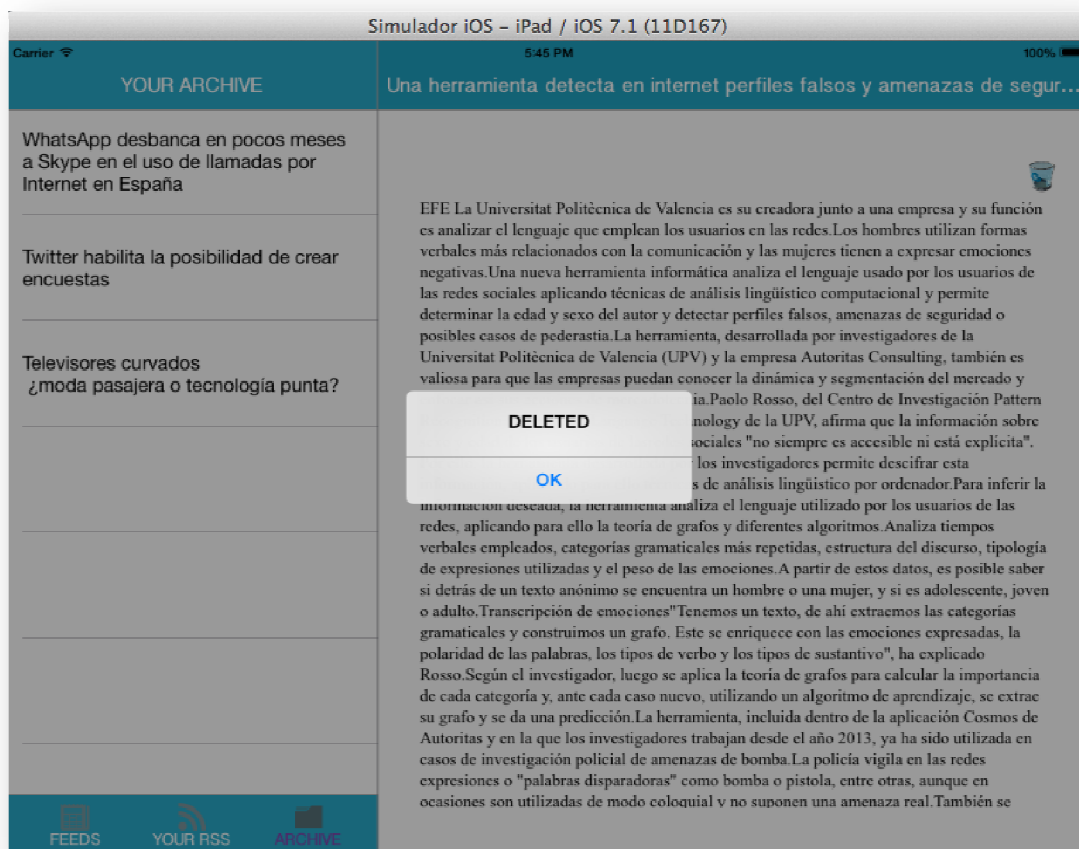 Simulador iOS – iPad / iOS 7.1 (11D167)
Carrier
5:45 PM
100%
YOUR ARCHIVE
Una herramienta detecta en internet perfiles falsos y amenazas de segur...
WhatsApp desbanca en pocos meses
a Skype en el uso de llamadas por
Internet en España
Twitter habilita la posibilidad de crear
encuestas
Televisores curvados
¿moda pasajera o tecnología punta?
EFE La Universitat Politècnica de Valencia es su creadora junto a una empresa y su función
es analizar el lenguaje que emplean los usuarios en las redes.Los hombres utilizan formas
verbales más relacionados con la comunicación y las mujeres tienen a expresar emociones
negativas.Una nueva herramienta informática analiza el lenguaje usado por los usuarios de
las redes sociales aplicando técnicas de análisis lingüístico computacional y permite
determinar la edad y sexo del autor y detectar perfiles falsos, amenazas de seguridad o
posibles casos de pederastia.La herramienta, desarrollada por investigadores de la
Universitat Politècnica de Valencia (UPV) y la empresa Autoritas Consulting, también es
valiosa para que las empresas puedan conocer la dinámica y segmentación del mercado y
ia.Paolo Rosso, del Centro de Investigación Pattern
nology de la UPV, afirma que la información sobre
sociales "no siempre es accesible ni está explicita".
los investigadores permite descifrar esta
s de análisis lingüistico por ordenador.Para inferir la
información deseada, la herramienta analiza el lenguaje utilizado por los usuarios de las
redes, aplicando para ello la teoría de grafos y diferentes algoritmos.Analiza tiempos
verbales empleados, categorías gramaticales más repetidas, estructura del discurso, tipología
de expresiones utilizadas y el peso de las emociones.A partir de estos datos, es posible saber
si detrás de un texto anónimo se encuentra un hombre o una mujer, y si es adolescente, joven
o adulto.Transcripción de emociones"Tenemos un texto, de ahí extraemos las categorías
gramaticales y construimos un grafo. Este se enriquece con las emociones expresadas, la
polaridad de las palabras, los tipos de verbo y los tipos de sustantivo", ha explicado
Rosso.Según el investigador, luego se aplica la teoría de grafos para calcular la importancia
de cada categoría y, ante cada caso nuevo, utilizando un algoritmo de aprendizaje, se extrae
su grafo y se da una predicción.La herramienta, incluida dentro de la aplicación Cosmos de
Autoritas y en la que los investigadores trabajan desde el año 2013, ya ha sido utilizada en
casos de investigación policial de amenazas de bomba.La policía vigila en las redes
expresiones o "palabras disparadoras" como bomba o pistola, entre otras, aunque en
ocasiones son utilizadas de modo coloquial y no suponen una amenaza real.También se
DELETED
OK
FEEDS
YOUR RSS
ARCHIVE